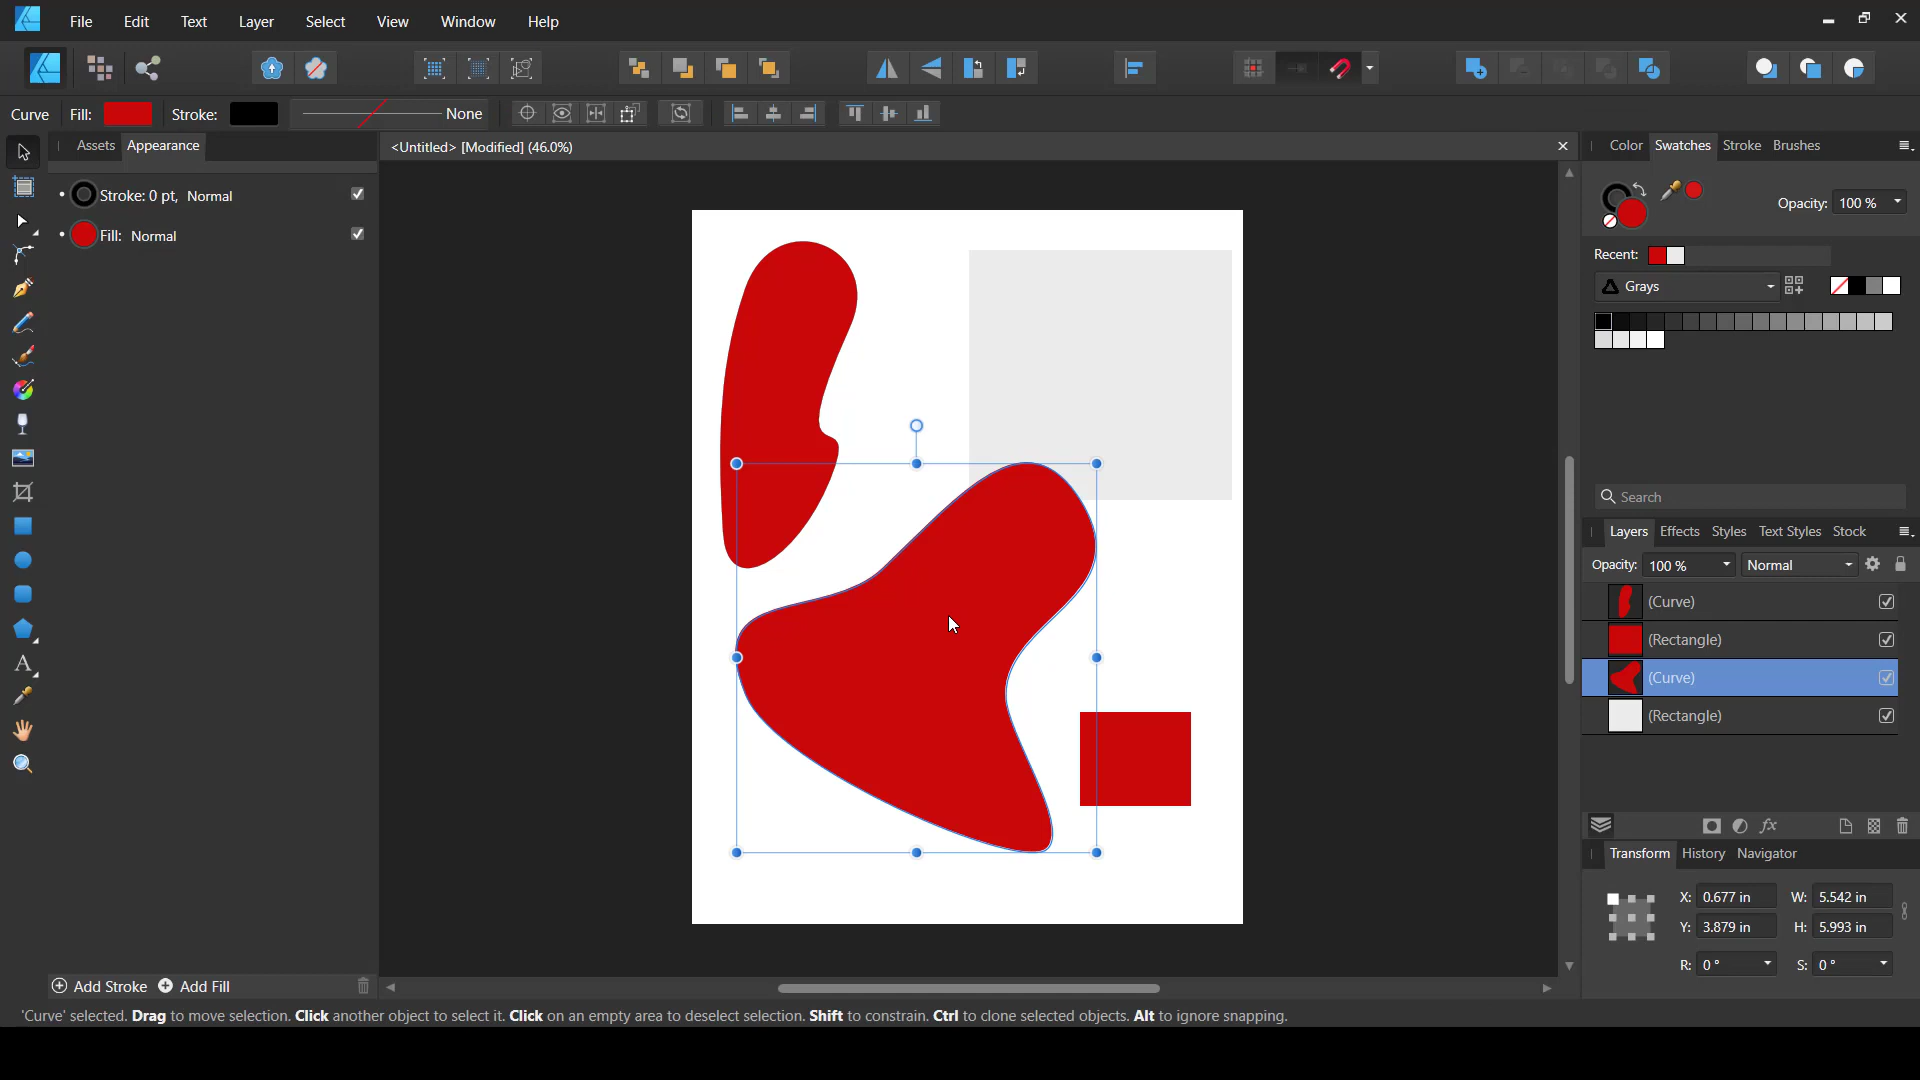 File Edit Text Layer Select View Window Help
Curve Fill: Stroke: None
Assets Appearance
<Untitled> [Modified] (46.0%)
Color Swatches Stroke Brushes
Stroke: 0 pt, Normal
Fill: Normal
Opacity: 100 %
Recent:
Grays
Search
Layers Effects Styles Text Styles Stock
Opacity: 100 % Normal
(Curve)
(Rectangle)
(Curve)
(Rectangle)
fx
Transform History Navigator
X: 0.677 in W: 5.542 in
Y: 3.879 in H: 5.993 in
R: 0 ° S: 0 °
Add Stroke Add Fill
'Curve' selected. Drag to move selection. Click another object to select it. Click on an empty area to deselect selection. Shift to constrain. Ctrl to clone selected objects. Alt to ignore snapping.